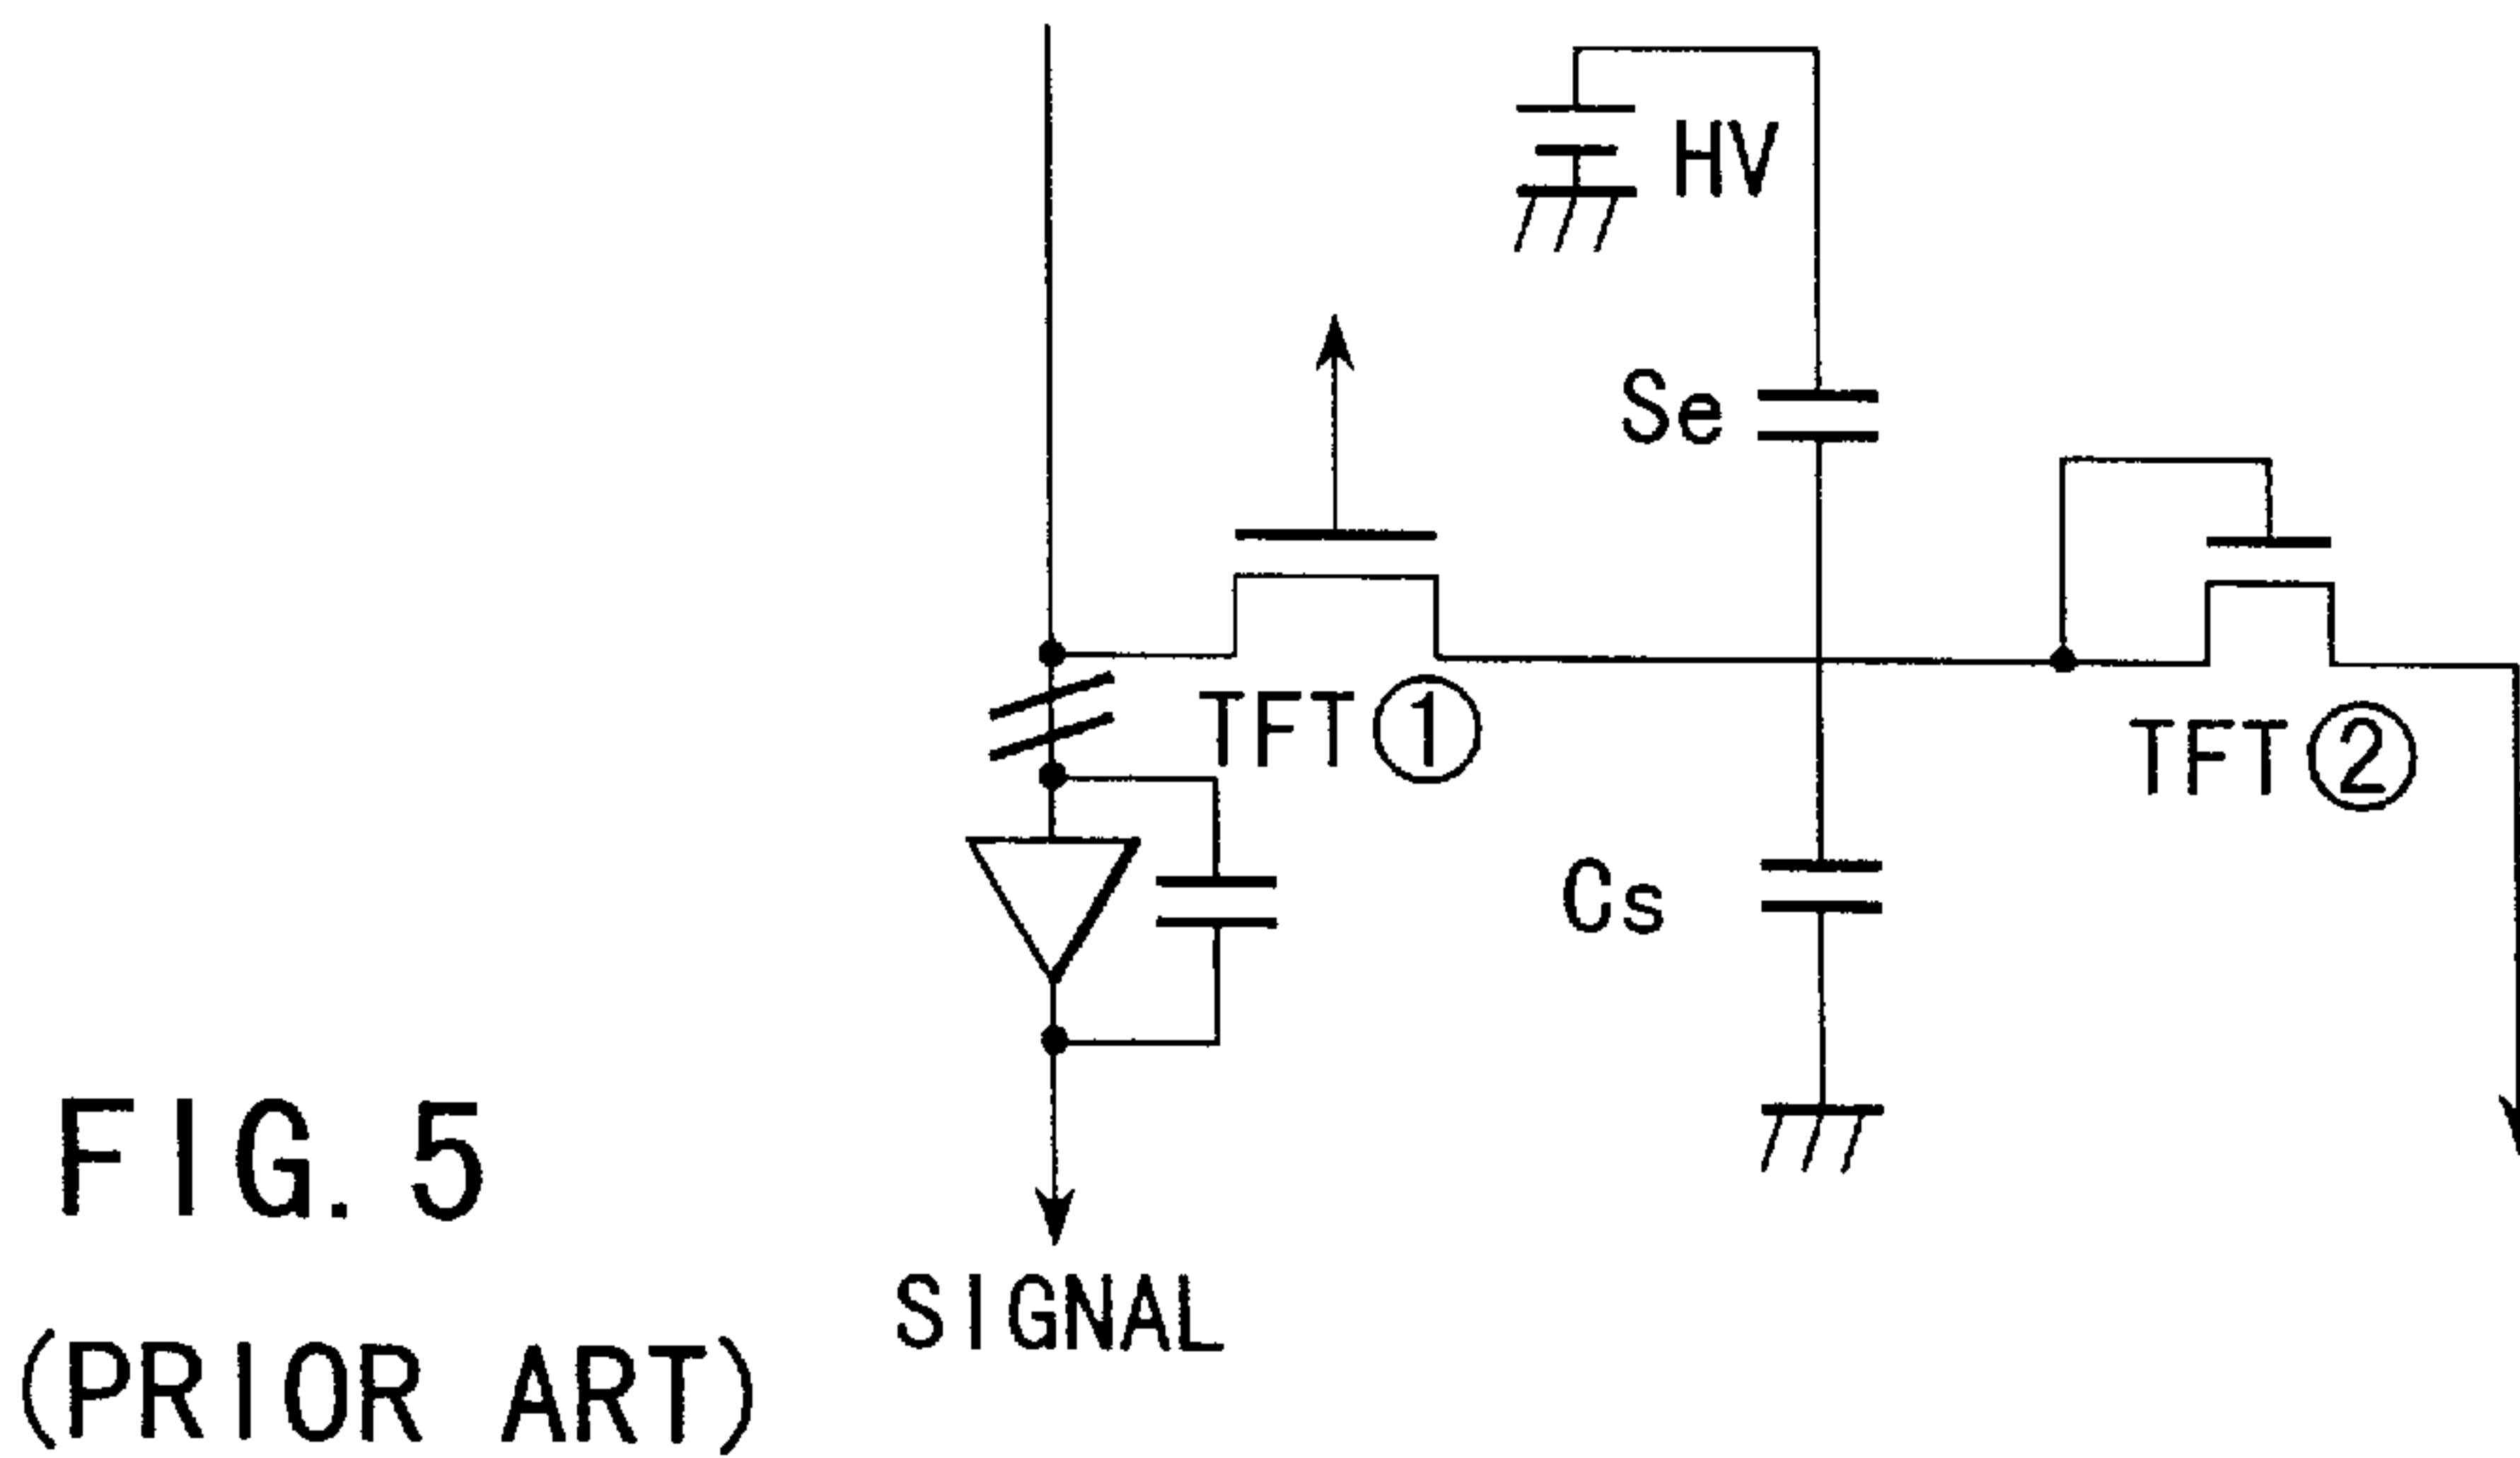 HV
Se
TFT①
TFT②
Cs
SIGNAL
FIG. 5
(PRIOR ART)